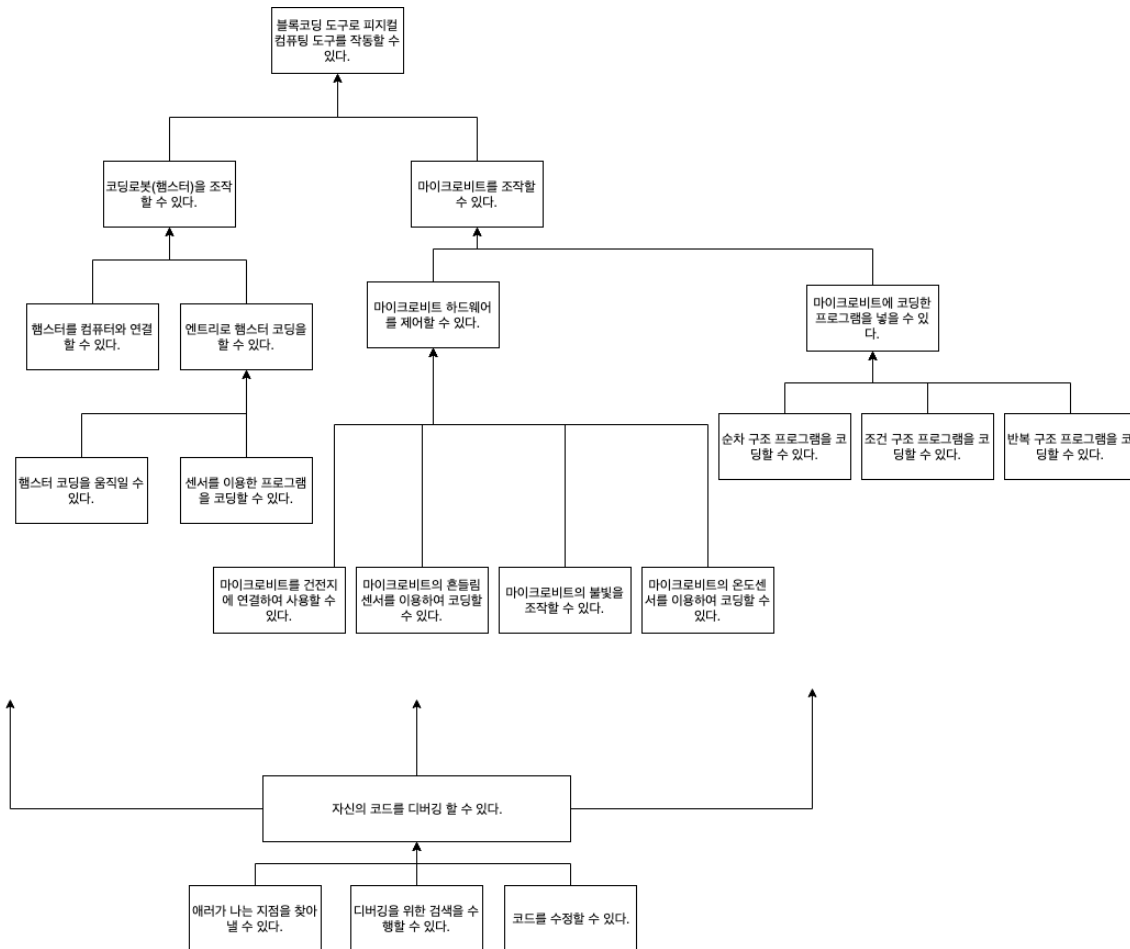 블록코딩 도구로 피지컬
컴퓨팅 도구를 작동할 수
있다.
코딩로봇(햄스터)을 조작
할 수 있다.
마이크로비트를 조작할
수 있다.
햄스터를 컴퓨터와 연결
할 수 있다.
엔트리로 햄스터 코딩을
할 수 있다.
마이크로비트 하드웨어
를 제어할 수 있다.
마이크로비트에 코딩한
프로그램을 넣을 수 있
다.
햄스터 코딩을 움직일 수
있다.
센서를 이용한 프로그램
을 코딩할 수 있다.
순차 구조 프로그램을 코
딩할 수 있다.
조건 구조 프로그램을 코
딩할 수 있다.
반복 구조 프로그램을 코
딩할 수 있다.
마이크로비트를 건전지
에 연결하여 사용할 수
있다.
마이크로비트의 흔들림
센서를 이용하여 코딩할
수 있다.
마이크로비트의 불빛을
조작할 수 있다.
마이크로비트의 온도센
서를 이용하여 코딩할 수
있다.
자신의 코드를 디버깅 할 수 있다.
애러가 나는 지점을 찾아
낼 수 있다.
디버깅을 위한 검색을 수
행할 수 있다.
코드를 수정할 수 있다.